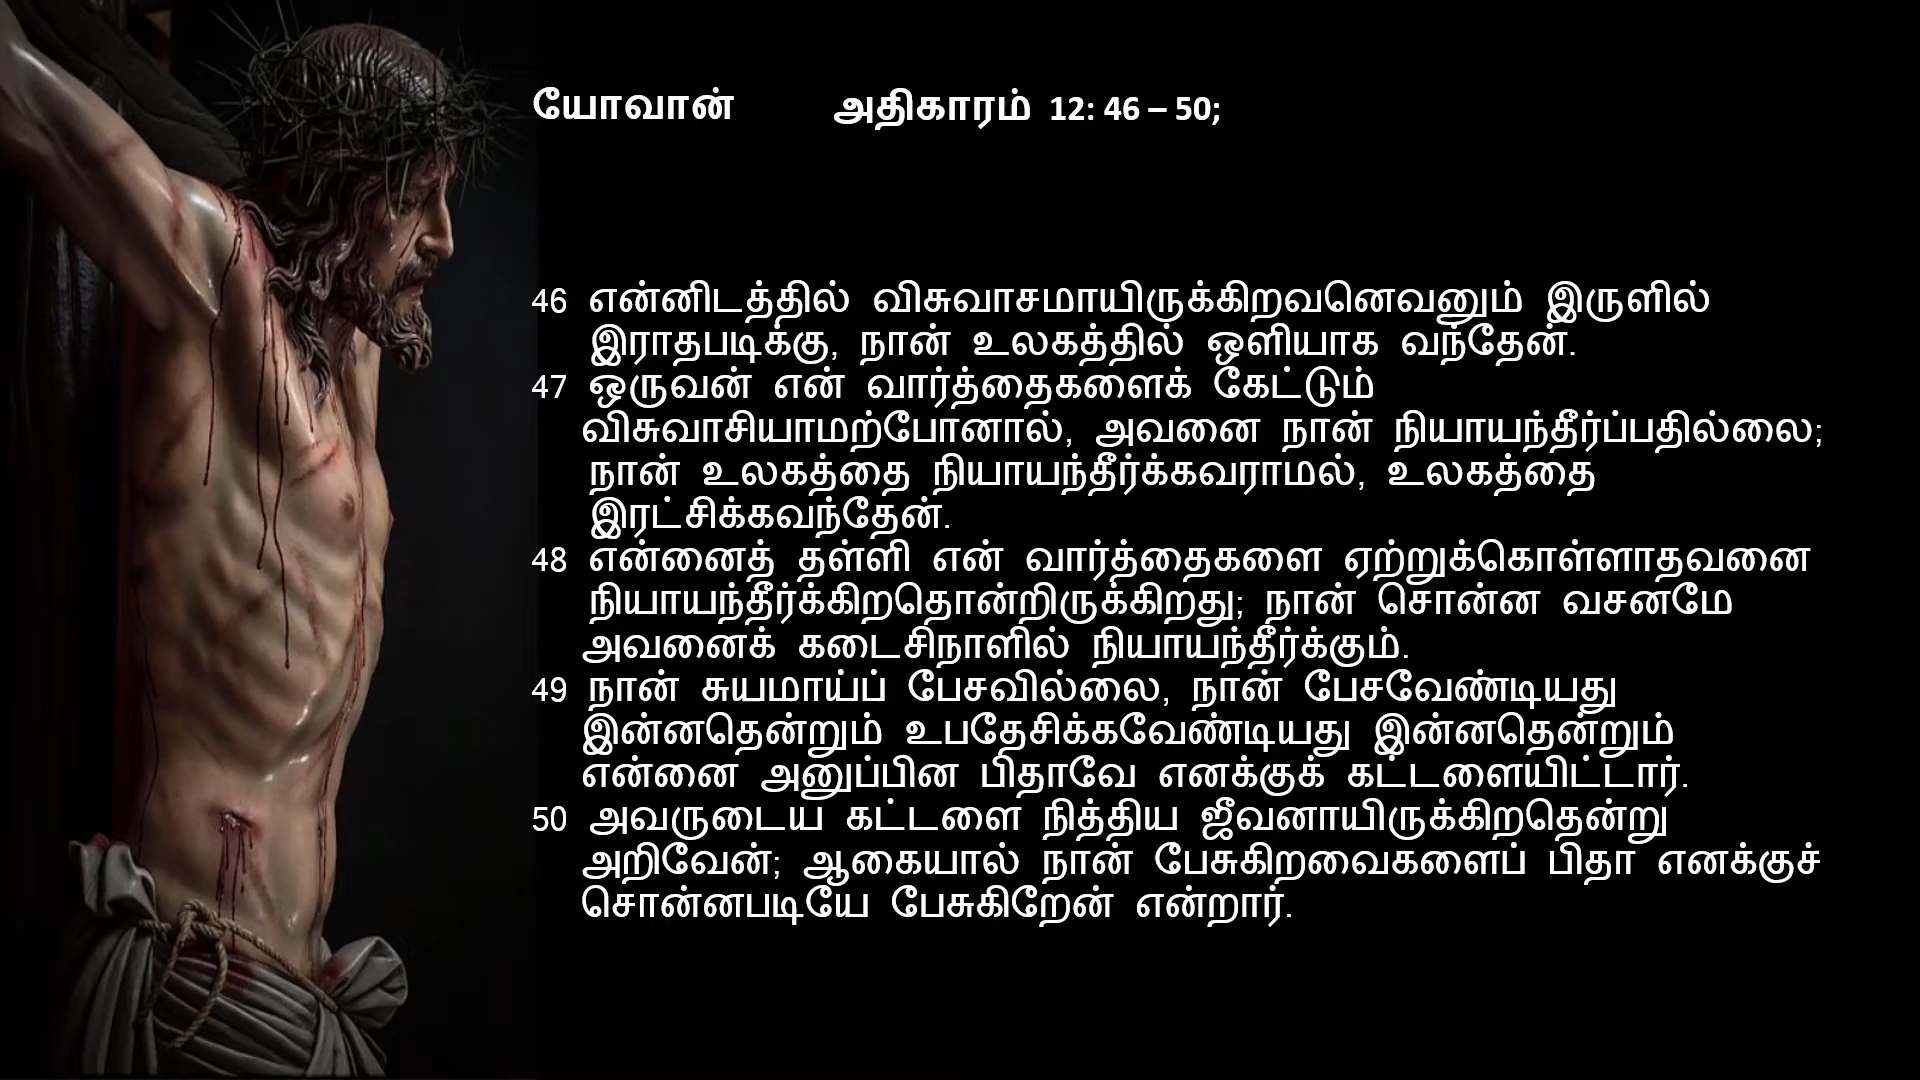 யோவான் அதிகாரம் 12: 46 – 50;
46 என்னிடத்தில் விசுவாசமாயிருக்கிறவனெவனும் இருளில்
இராதபடிக்கு, நான் உலகத்தில் ஒளியாக வந்தேன்.
47 ஒருவன் என் வார்த்தைகளைக் கேட்டும்
விசுவாசியாமற்போனால், அவனை நான் நியாயந்தீர்ப்பதில்லை;
நான் உலகத்தை நியாயந்தீர்க்கவராமல், உலகத்தை
இரட்சிக்கவந்தேன்.
48 என்னைத் தள்ளி என் வார்த்தைகளை ஏற்றுக்கொள்ளாதவனை
நியாயந்தீர்க்கிறதொன்றிருக்கிறது; நான் சொன்ன வசனமே
அவனைக் கடைசிநாளில் நியாயந்தீர்க்கும்.
49 நான் சுயமாய்ப் பேசவில்லை, நான் பேசவேண்டியது
இன்னதென்றும் உபதேசிக்கவேண்டியது இன்னதென்றும்
என்னை அனுப்பின பிதாவே எனக்குக் கட்டளையிட்டார்.
50 அவருடைய கட்டளை நித்திய ஜீவனாயிருக்கிறதென்று
அறிவேன்; ஆகையால் நான் பேசுகிறவைகளைப் பிதா எனக்குச்
சொன்னபடியே பேசுகிறேன் என்றார்.